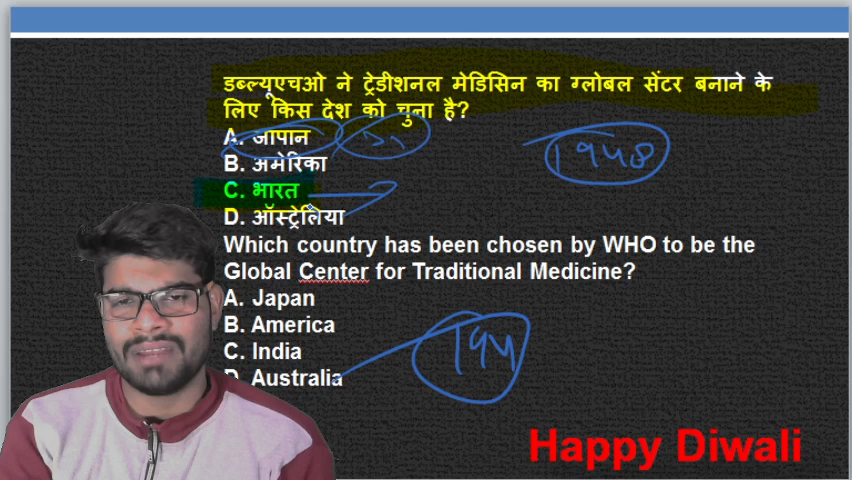 डब्ल्यूएचओ ने ट्रेडीशनल मेडिसिन का ग्लोबल सेंटर बनाने के
लिए किस देश को चुना है?
A. जापान
B. अमेरिका
1948
C. भारत
D. ऑस्ट्रेलिया
Which country has been chosen by WHO to be the
Global Center for Traditional Medicine?
A. Japan
B. America
C. India
D. Australia
Happy Diwali